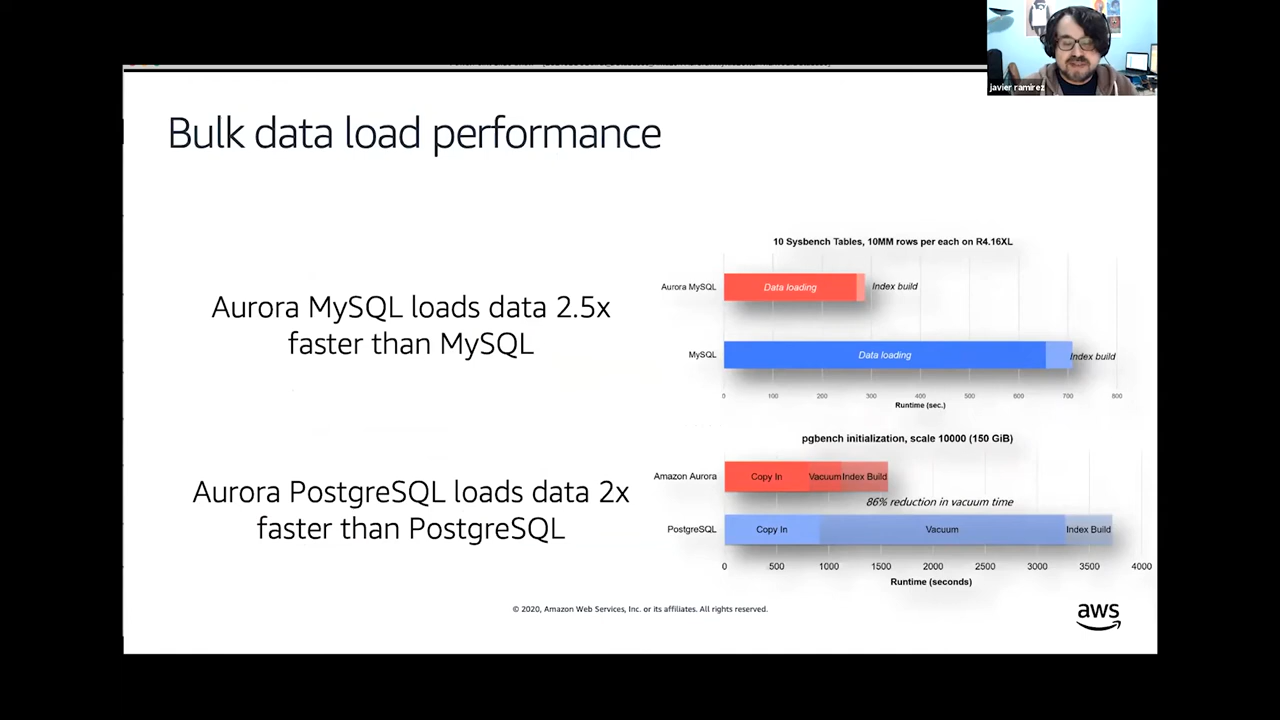 javier ramirez
Bulk data load performance
Aurora MySQL loads data 2.5x
faster than MySQL
10 Sysbench Tables, 10MM rows per each on R4.16XL
Aurora MySQL
Data loading
Index build
MySQL
Data loading
Index build
0 100 200 300 400 500 600 700 800
Runtime (sec.)
Aurora PostgreSQL loads data 2x
faster than PostgreSQL
pgbench initialization, scale 10000 (150 GiB)
Amazon Aurora
Copy In
Vacuum
Index Build
86% reduction in vacuum time
PostgreSQL
Copy In
Vacuum
Index Build
0 500 1000 1500 2000 2500 3000 3500 4000
Runtime (seconds)
© 2020, Amazon Web Services, Inc. or its affiliates. All rights reserved.
aws